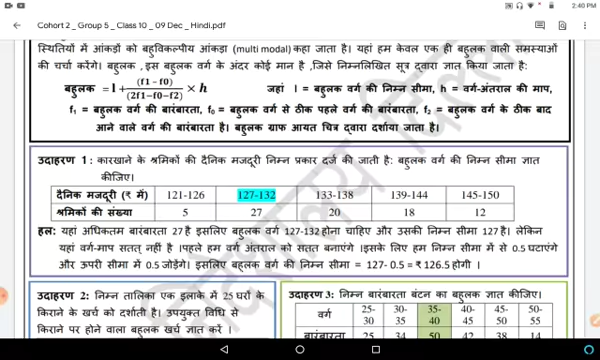 2:40 PM
Cohort 2 _ Group 5 _ Class 10 _ 09 Dec _ Hindi.pdf
स्थितियों में आंकड़ों को बहुविकल्पीय आंकड़ा (multi modal) कहा जाता है। यहां हम केवल एक ही बहुलक वाली समस्याओं
की चर्चा करेंगे। बहुलक , इस बहुलक वर्ग के अंदर कोई मान है ,जिसे निम्नलिखित सूत्र द्वारा ज्ञात किया जाता है:
बहुलक = l + (f1 - f0)/(2f1-f0-f2) × h जहां l = बहुलक वर्ग की निम्न सीमा, h = वर्ग-अंतराल की माप,
f₁ = बहुलक वर्ग की बारंबारता, f₀ = बहुलक वर्ग से ठीक पहले वर्ग की बारंबारता, f₂ = बहुलक वर्ग के ठीक बाद
आने वाले वर्ग की बारंबारता है। बहुलक ग्राफ आयत चित्र द्वारा दर्शाया जाता है।
उदाहरण 1 : कारखाने के श्रमिकों की दैनिक मजदूरी निम्न प्रकार दर्ज की जाती है: बहुलक वर्ग की निम्न सीमा ज्ञात
कीजिए।
दैनिक मजदूरी (₹ में) 121-126 127-132 133-138 139-144 145-150
श्रमिकों की संख्या 5 27 20 18 12
हल: यहां अधिकतम बारंबारता 27 है इसलिए बहुलक वर्ग 127-132 होना चाहिए और उसकी निम्न सीमा 127 है। लेकिन
यहां वर्ग-माप सतत् नहीं है ।पहले हम वर्ग अंतराल को सतत बनाएंगे ।इसके लिए हम निम्न सीमा में से 0.5 घटाएंगे
और ऊपरी सीमा में 0.5 जोड़ेंगे। इसलिए बहुलक वर्ग की निम्न सीमा = 127- 0.5 = ₹ 126.5 होगी ।
उदाहरण 2: निम्न तालिका एक इलाके में 25 घरों के
किराने के खर्च को दर्शाती है। उपयुक्त विधि से
किराने पर होने वाला बहुलक खर्च ज्ञात करें ।
उदाहरण 3: निम्न बारंबारता बंटन का बहुलक ज्ञात कीजिए।
वर्ग 25-30 30-35 35-40 40-45 45-50 50-55
बारंबारता 25 34 50 42 38 14